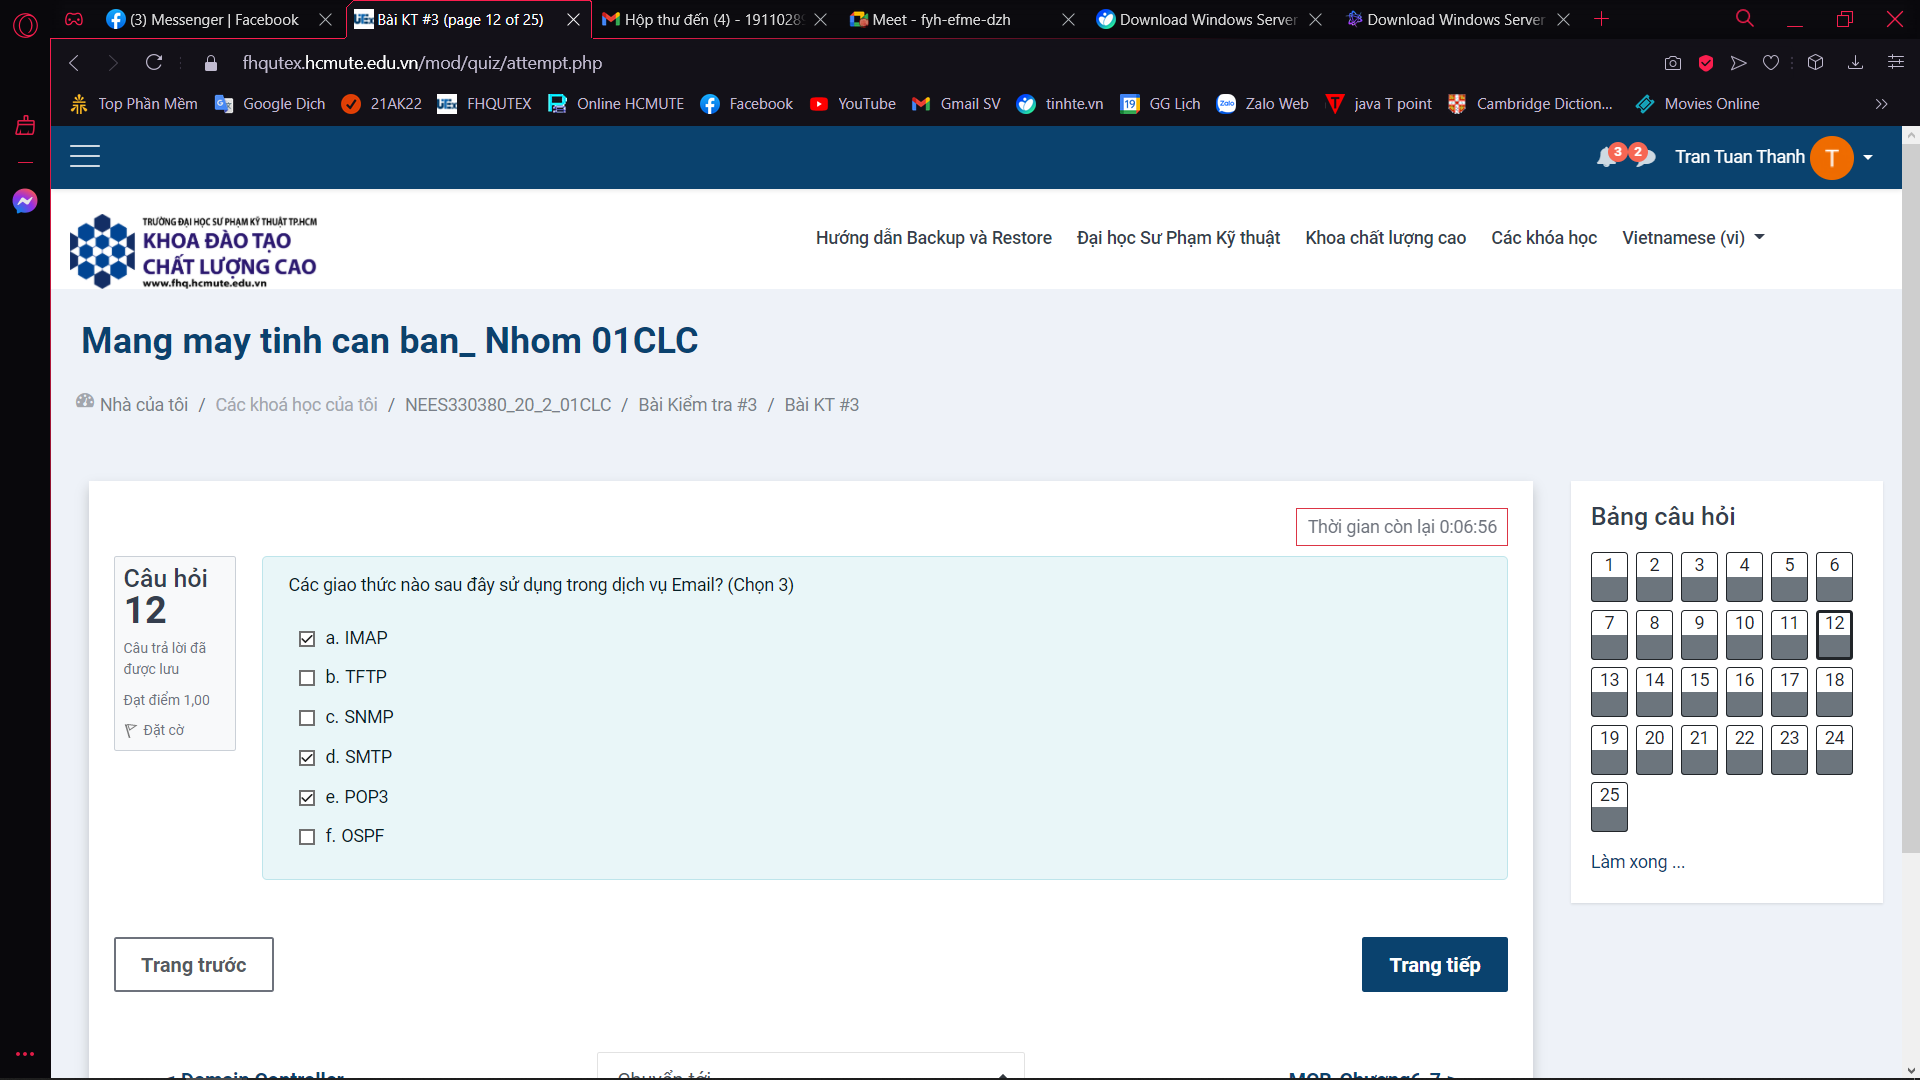 (3) Messenger | Facebook
Bài KT #3 (page 12 of 25)
Hộp thư đến (4) - 1911028
Meet - fyh-efme-dzh
Download Windows Server
Download Windows Server
fhqutex.hcmute.edu.vn/mod/quiz/attempt.php
Top Phần Mềm
Google Dịch
21AK22
FHQUTEX
Online HCMUTE
Facebook
YouTube
Gmail SV
tinhte.vn
19
GG Lịch
Zalo
Zalo Web
java T point
Cambridge Diction...
Movies Online
3
2
Tran Tuan Thanh
T
TRƯỜNG ĐẠI HỌC SƯ PHẠM KỸ THUẬT TP.HCM
KHOA ĐÀO TẠO
CHẤT LƯỢNG CAO
www.fhq.hcmute.edu.vn
Hướng dẫn Backup và Restore
Đại học Sư Phạm Kỹ thuật
Khoa chất lượng cao
Các khóa học
Vietnamese (vi)
Mang may tinh can ban_ Nhom 01CLC
Nhà của tôi / Các khoá học của tôi / NEES330380_20_2_01CLC / Bài Kiểm tra #3 / Bài KT #3
Thời gian còn lại 0:06:56
Câu hỏi
12
Câu trả lời đã
được lưu
Đạt điểm 1,00
Đặt cờ
Các giao thức nào sau đây sử dụng trong dịch vụ Email? (Chọn 3)
a. IMAP
b. TFTP
c. SNMP
d. SMTP
e. POP3
f. OSPF
Trang trước
Trang tiếp
Bảng câu hỏi
1 2 3 4 5 6
7 8 9 10 11 12
13 14 15 16 17 18
19 20 21 22 23 24
25
Làm xong ...
Domain Controller
Chuyển tới